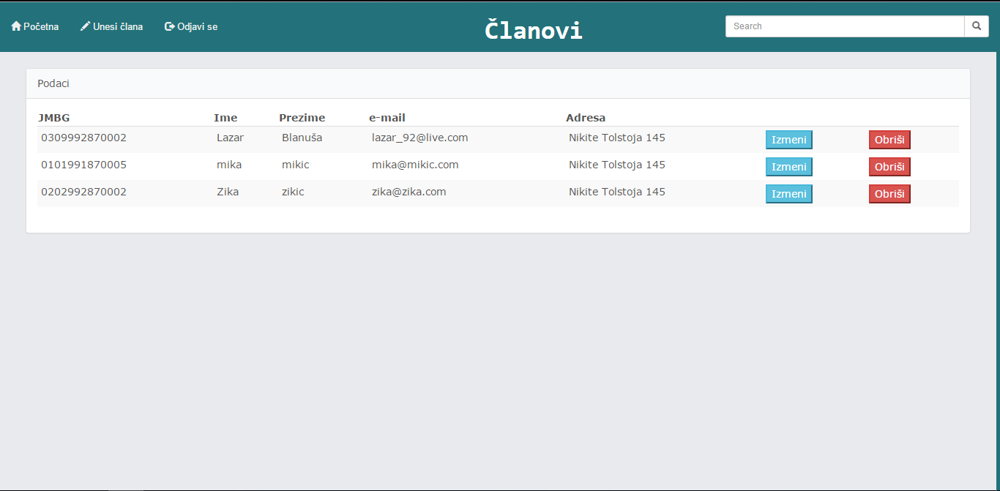 Početna Unesi člana Odjavi se Članovi Search
Podaci
JMBG Ime Prezime e-mail Adresa
0309992870002 Lazar Blanuša lazar_92@live.com Nikite Tolstoja 145 Izmeni Obriši
0101991870005 mika mikic mika@mikic.com Nikite Tolstoja 145 Izmeni Obriši
0202992870002 Zika zikic zika@zika.com Nikite Tolstoja 145 Izmeni Obriši